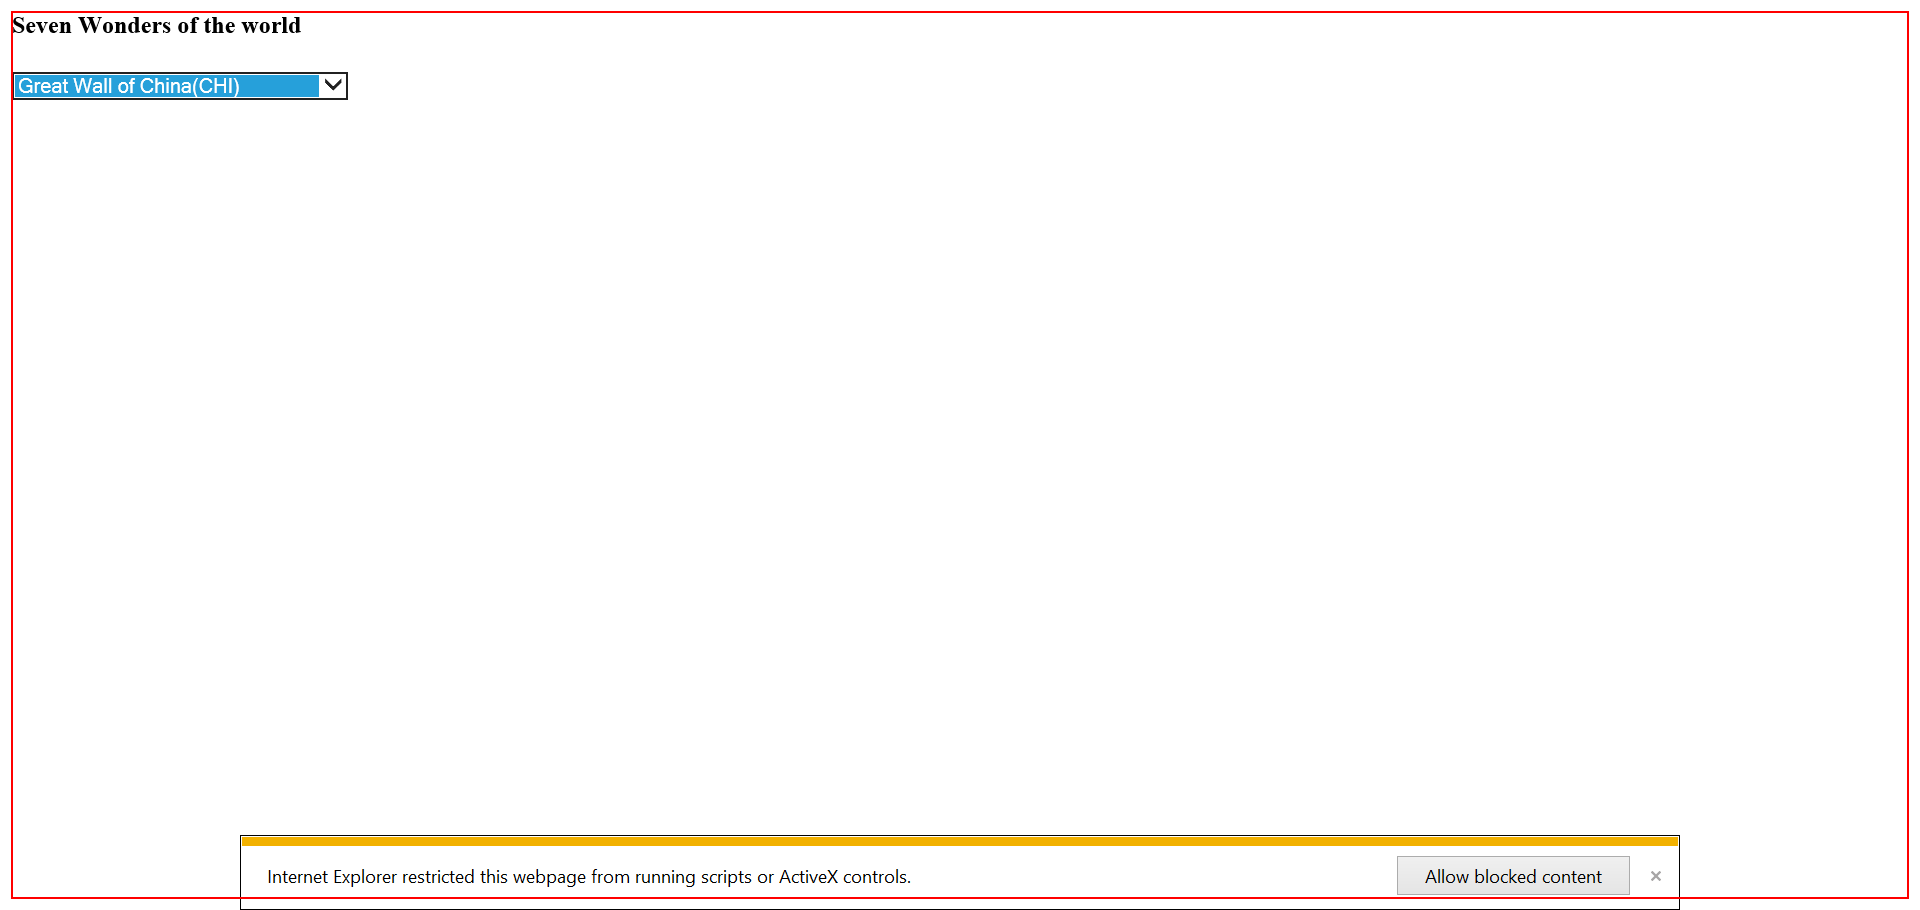 Seven Wonders of the world
Great Wall of China(CHI)
Internet Explorer restricted this webpage from running scripts or ActiveX controls.
Allow blocked content
×